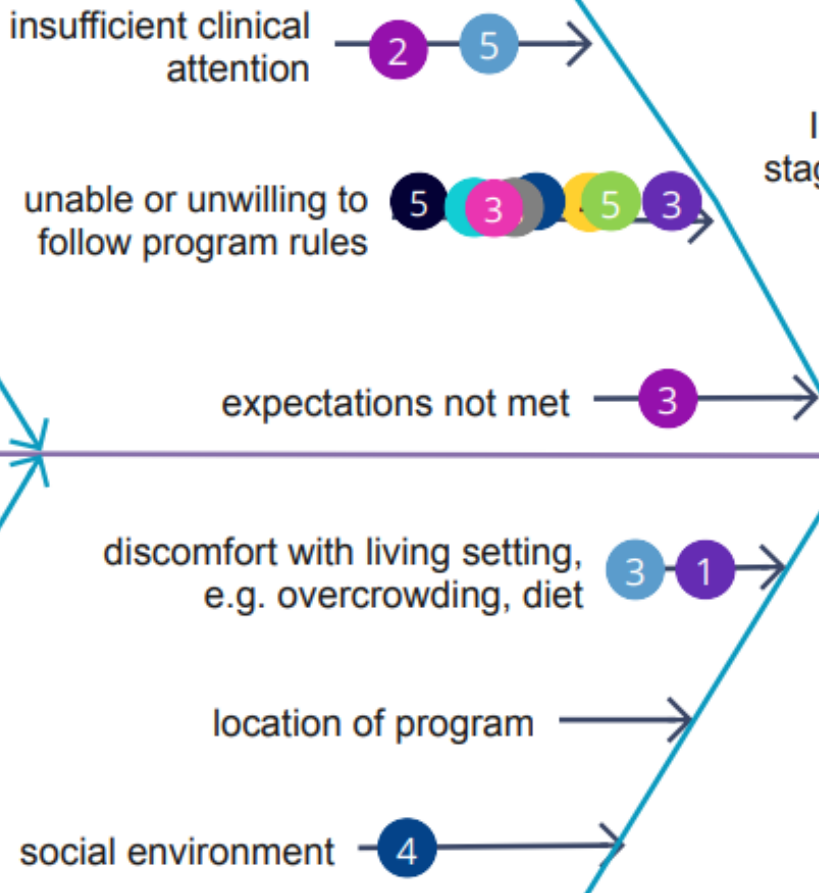 insufficient clinical
attention
2 5
unable or unwilling to
follow program rules
5 3 5 3
expectations not met
3
discomfort with living setting,
e.g. overcrowding, diet
3 1
location of program
social environment
4